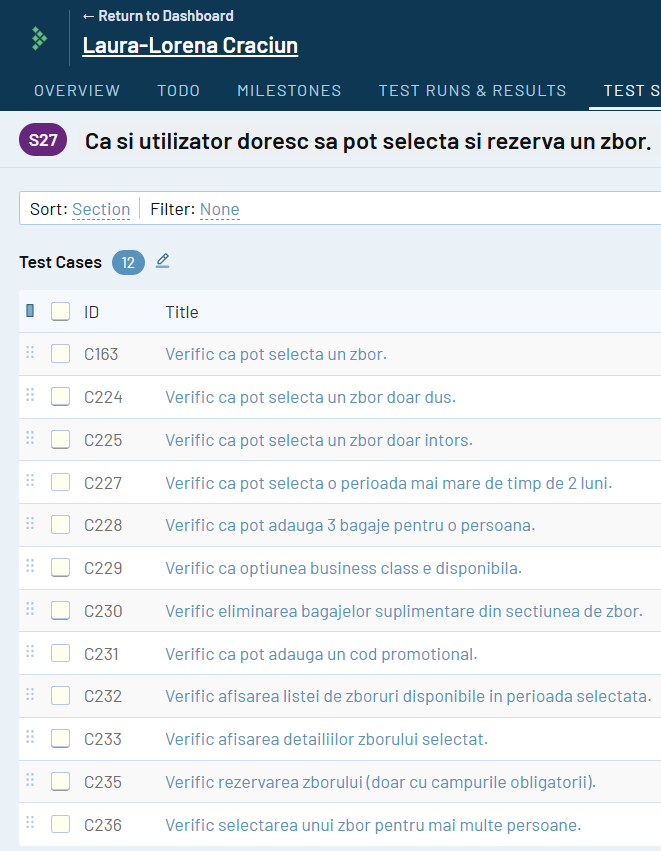 ← Return to Dashboard
Laura-Lorena Craciun
OVERVIEW TODO MILESTONES TEST RUNS & RESULTS TEST S
S27 Ca si utilizator doresc sa pot selecta si rezerva un zbor.
Sort: Section Filter: None
Test Cases 12
ID Title
C163 Verific ca pot selecta un zbor.
C224 Verific ca pot selecta un zbor doar dus.
C225 Verific ca pot selecta un zbor doar intors.
C227 Verific ca pot selecta o perioada mai mare de timp de 2 luni.
C228 Verific ca pot adauga 3 bagaje pentru o persoana.
C229 Verific ca optiunea business class e disponibila.
C230 Verific eliminarea bagajelor suplimentare din sectiunea de zbor.
C231 Verific ca pot adauga un cod promotional.
C232 Verific afisarea listei de zboruri disponibile in perioada selectata.
C233 Verific afisarea detailiilor zborului selectat.
C235 Verific rezervarea zborului (doar cu campurile obligatorii).
C236 Verific selectarea unui zbor pentru mai multe persoane.